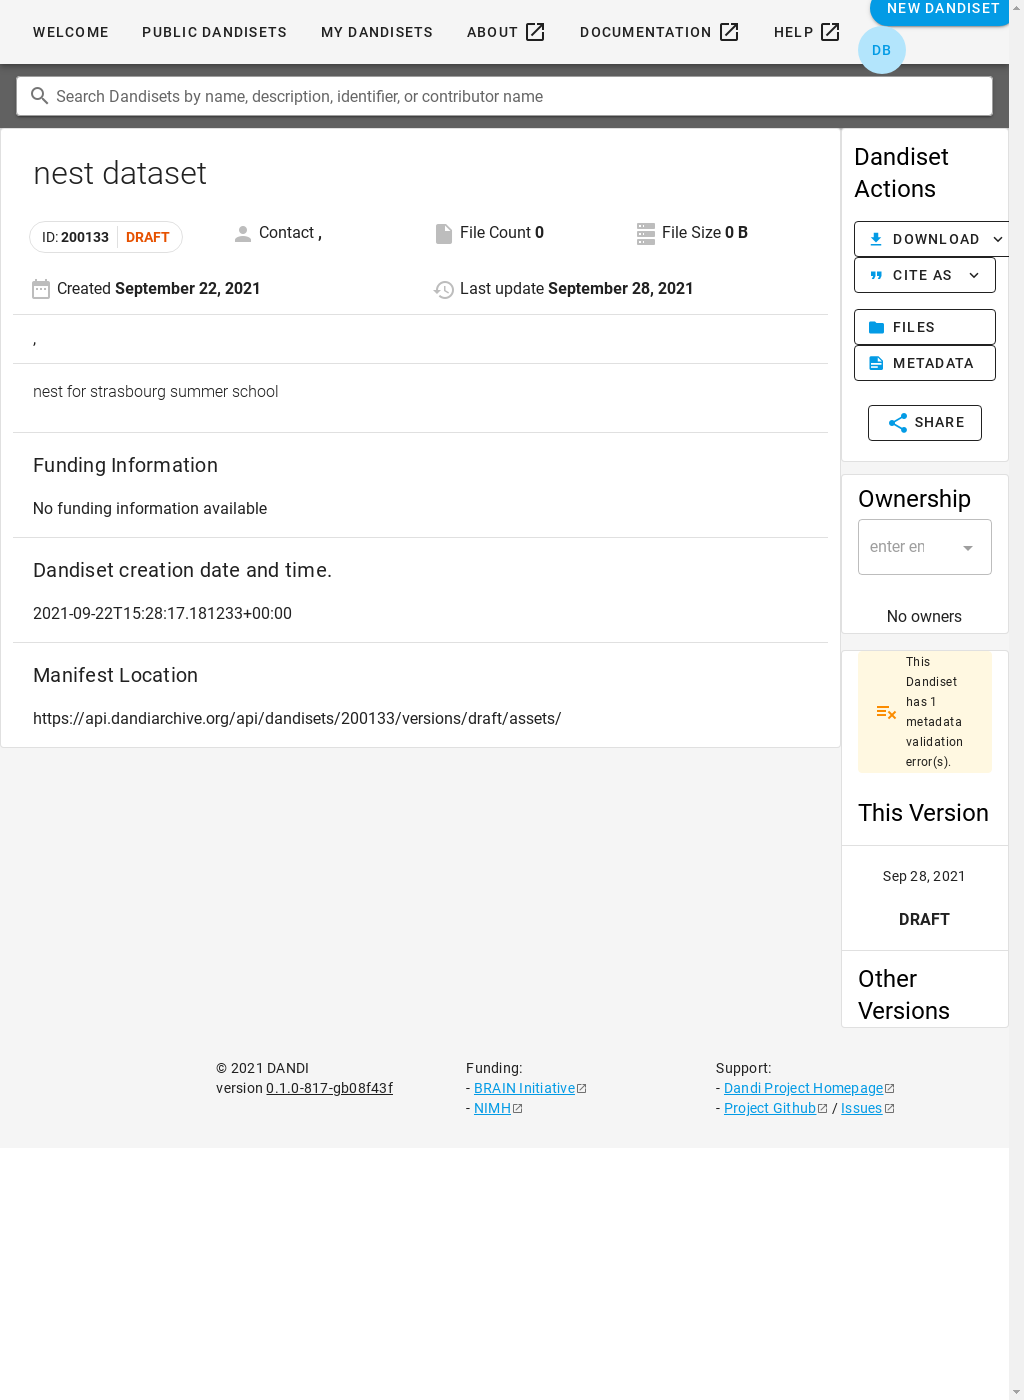 WELCOME PUBLIC DANDISETS MY DANDISETS ABOUT DOCUMENTATION HELP NEW DANDISET
DB
Search Dandisets by name, description, identifier, or contributor name
nest dataset
ID: 200133 DRAFT Contact , File Count 0 File Size 0 B
Created September 22, 2021 Last update September 28, 2021
,
nest for strasbourg summer school
Funding Information
No funding information available
Dandiset creation date and time.
2021-09-22T15:28:17.181233+00:00
Manifest Location
https://api.dandiarchive.org/api/dandisets/200133/versions/draft/assets/
Dandiset
Actions
DOWNLOAD
CITE AS
FILES
METADATA
SHARE
Ownership
enter en
No owners
This
Dandiset
has 1
metadata
validation
error(s).
This Version
Sep 28, 2021
DRAFT
Other
Versions
© 2021 DANDI
version 0.1.0-817-gb08f43f
Funding:
- BRAIN Initiative
- NIMH
Support:
- Dandi Project Homepage
- Project Github / Issues